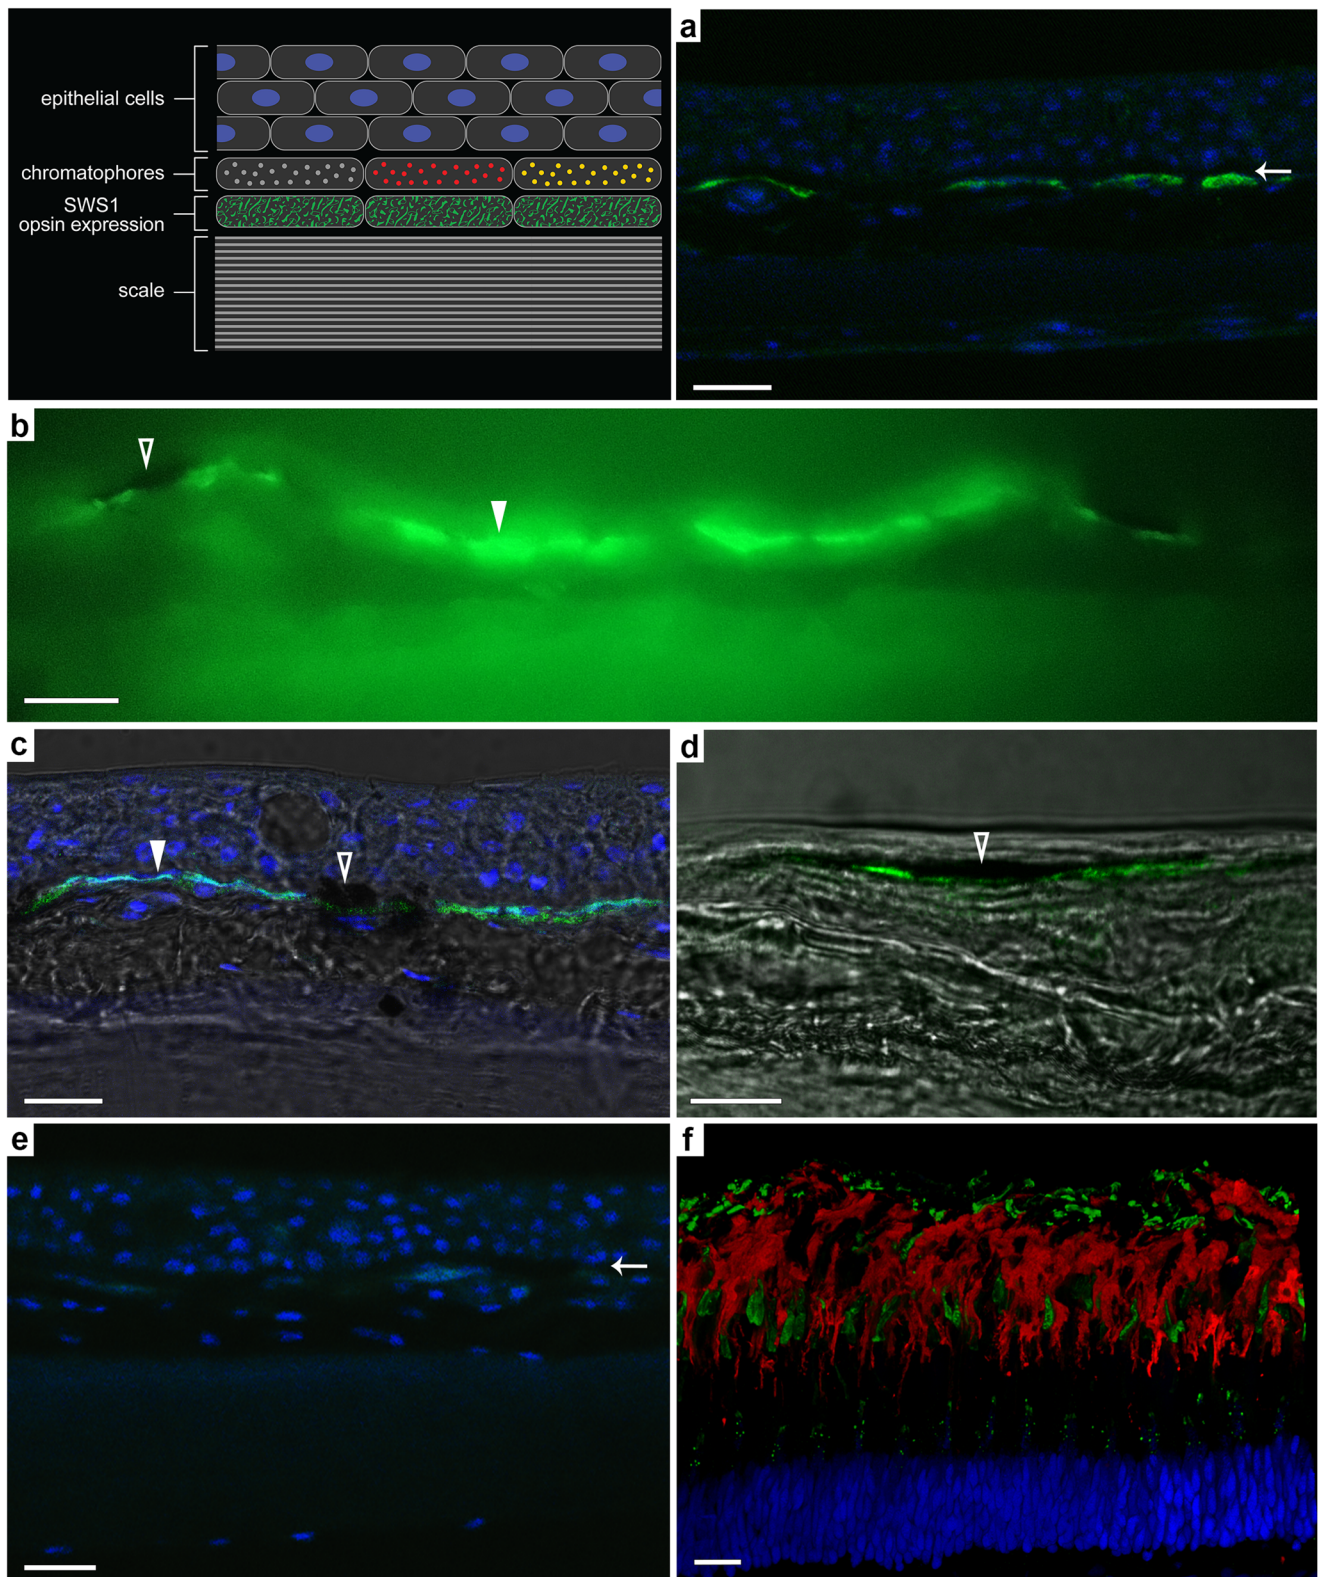 epithelial cells
chromatophores
SWS1
opsin expression
scale
a
b
c
d
e
f